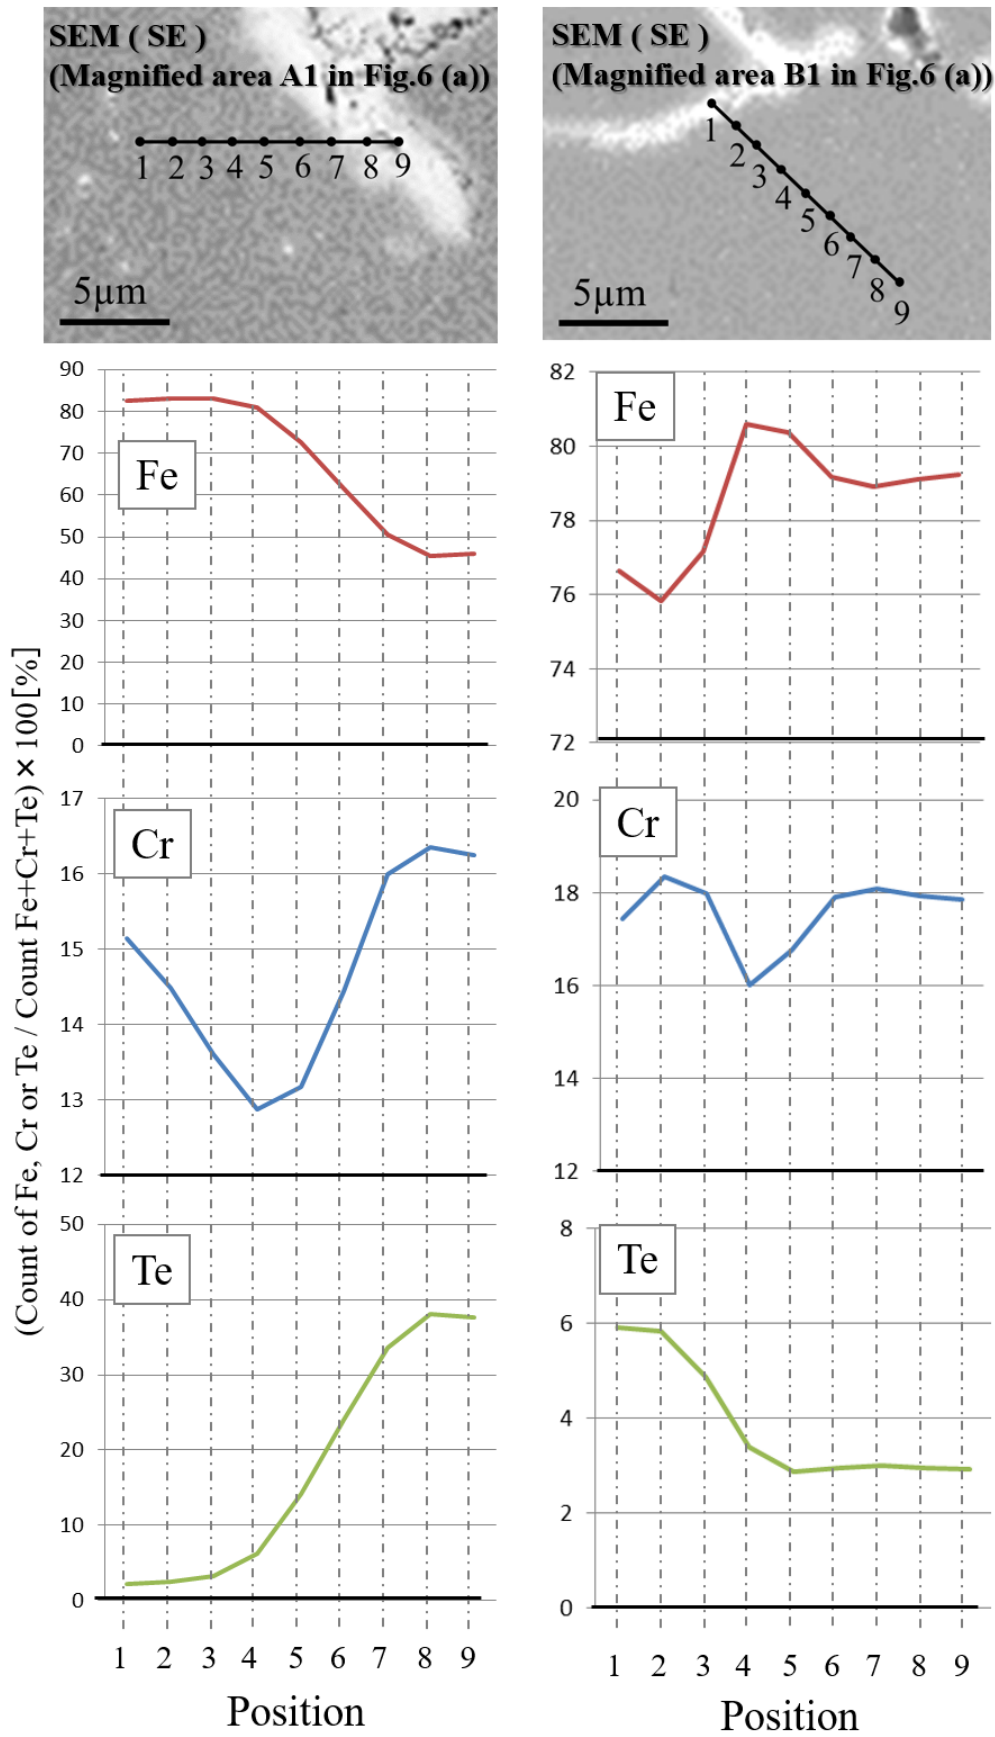 SEM ( SE )
(Magnified area A1 in Fig.6 (a))
1 2 3 4 5 6 7 8 9
5μm
SEM ( SE )
(Magnified area B1 in Fig.6 (a))
1
2
3
4
5
6
7
8
9
5μm
(Count of Fe, Cr or Te / Count Fe+Cr+Te) × 100[%]
90
80
70
60
50
40
30
20
10
0
Fe
82
80
78
76
74
72
Fe
17
16
15
14
13
12
Cr
20
18
16
14
12
Cr
50
40
30
20
10
0
Te
8
6
4
2
0
Te
1 2 3 4 5 6 7 8 9
Position
1 2 3 4 5 6 7 8 9
Position